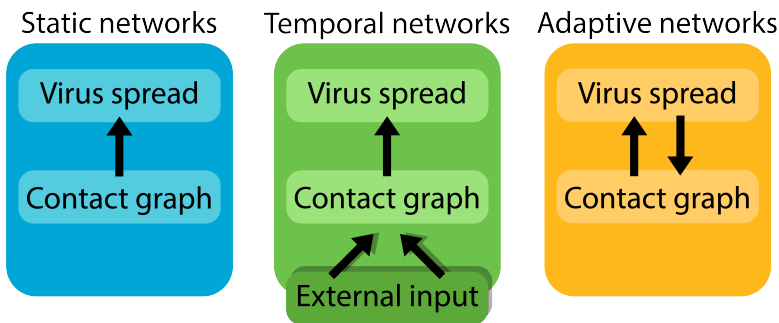 Static networks
Virus spread
Contact graph
Temporal networks
Virus spread
Contact graph
External input
Adaptive networks
Virus spread
Contact graph